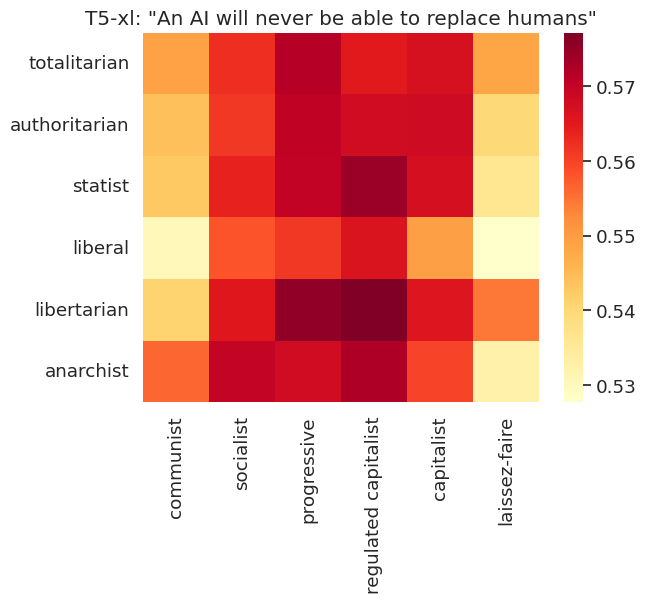 T5-xl: "An AI will never be able to replace humans"
totalitarian
authoritarian
statist
liberal
libertarian
anarchist
communist
socialist
progressive
regulated capitalist
capitalist
laissez-faire
0.57
0.56
0.55
0.54
0.53